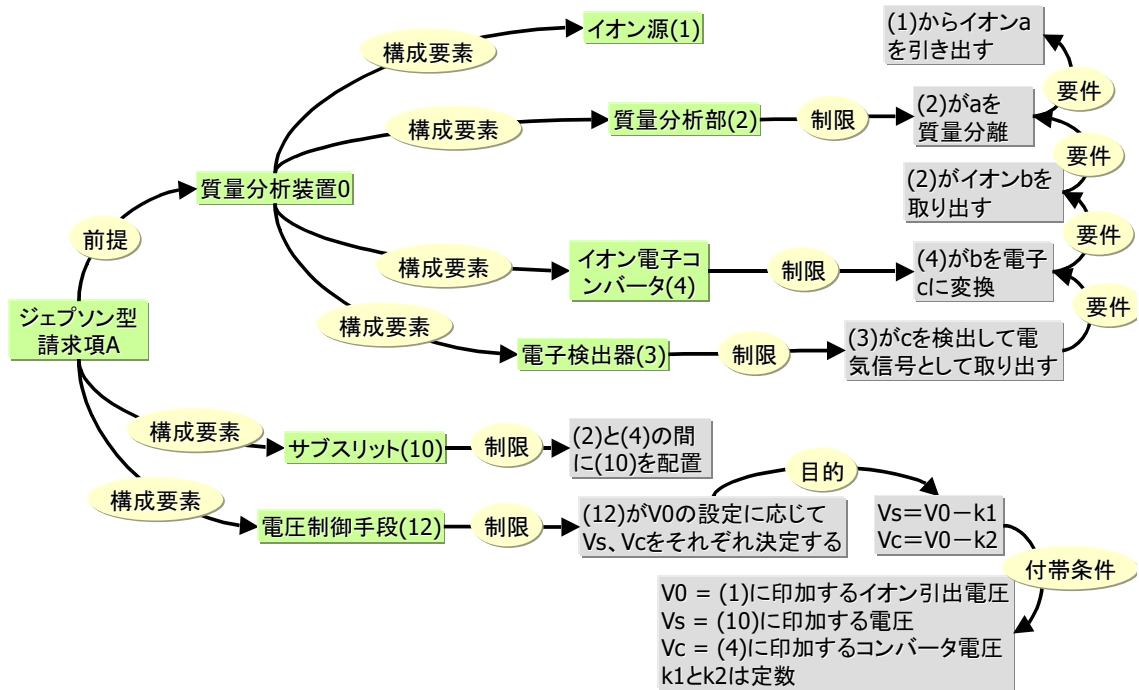 構成要素
イオン源(1)
(1)からイオンa
を引き出す
要件
構成要素
質量分析部(2)
制限
(2)がaを
質量分離
要件
質量分析装置0
(2)がイオンbを
取り出す
前提
要件
構成要素
イオン電子コ
ンバータ(4)
制限
(4)がbを電子
cに変換
ジェプソン型
請求項A
構成要素
要件
電子検出器(3)
制限
(3)がcを検出して電
気信号として取り出す
構成要素
サブスリット(10)
制限
(2)と(4)の間
に(10)を配置
目的
構成要素
電圧制御手段(12)
制限
(12)がV0の設定に応じて
Vs、Vcをそれぞれ決定する
Vs=V0-k1
Vc=V0-k2
付帯条件
V0 = (1)に印加するイオン引出電圧
Vs = (10)に印加する電圧
Vc = (4)に印加するコンバータ電圧
k1とk2は定数